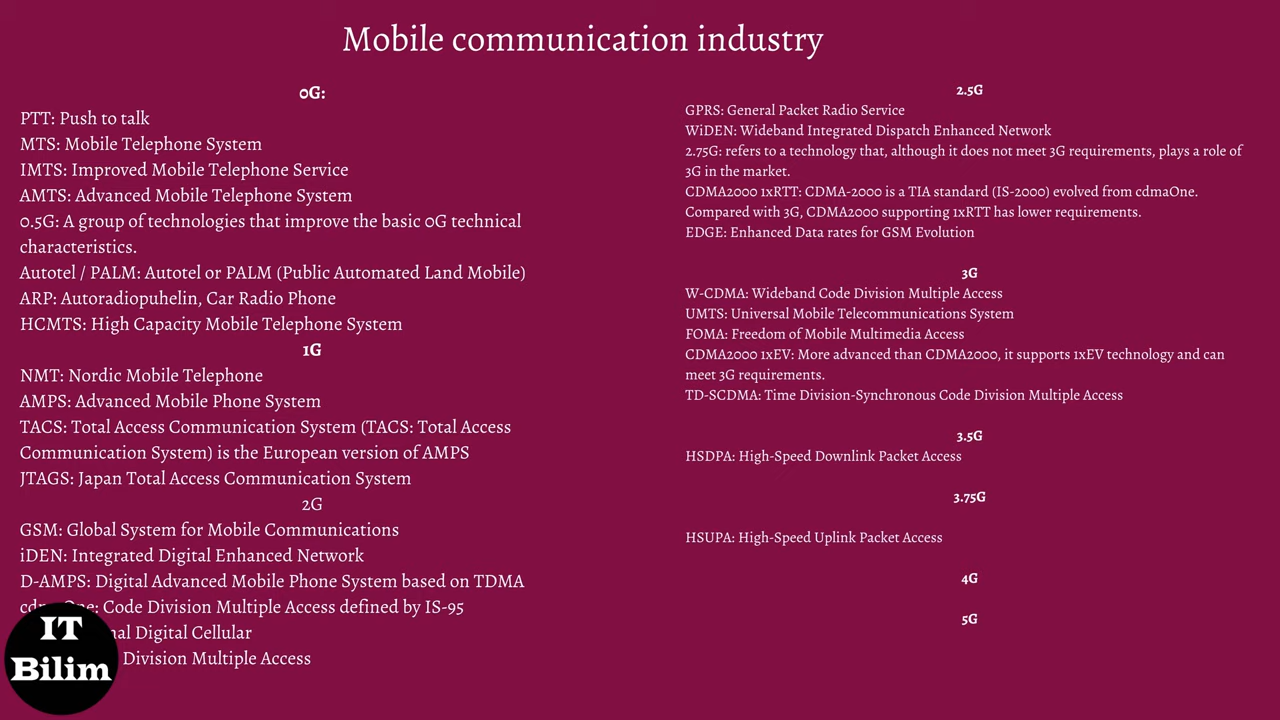 Mobile communication industry
0G:
PTT: Push to talk
MTS: Mobile Telephone System
IMTS: Improved Mobile Telephone Service
AMTS: Advanced Mobile Telephone System
0.5G: A group of technologies that improve the basic 0G technical
characteristics.
Autotel / PALM: Autotel or PALM (Public Automated Land Mobile)
ARP: Autoradiopuhelin, Car Radio Phone
HCMTS: High Capacity Mobile Telephone System
1G
NMT: Nordic Mobile Telephone
AMPS: Advanced Mobile Phone System
TACS: Total Access Communication System (TACS: Total Access
Communication System) is the European version of AMPS
JTAGS: Japan Total Access Communication System
2G
GSM: Global System for Mobile Communications
iDEN: Integrated Digital Enhanced Network
D-AMPS: Digital Advanced Mobile Phone System based on TDMA
Code Division Multiple Access defined by IS-95
Digital Cellular
Division Multiple Access
IT
Bilim
2.5G
GPRS: General Packet Radio Service
WiDEN: Wideband Integrated Dispatch Enhanced Network
2.75G: refers to a technology that, although it does not meet 3G requirements, plays a role of
3G in the market.
CDMA2000 1xRTT: CDMA-2000 is a TIA standard (IS-2000) evolved from cdmaOne.
Compared with 3G, CDMA2000 supporting 1xRTT has lower requirements.
EDGE: Enhanced Data rates for GSM Evolution
3G
W-CDMA: Wideband Code Division Multiple Access
UMTS: Universal Mobile Telecommunications System
FOMA: Freedom of Mobile Multimedia Access
CDMA2000 1xEV: More advanced than CDMA2000, it supports 1xEV technology and can
meet 3G requirements.
TD-SCDMA: Time Division-Synchronous Code Division Multiple Access
3.5G
HSDPA: High-Speed Downlink Packet Access
3.75G
HSUPA: High-Speed Uplink Packet Access
4G
5G